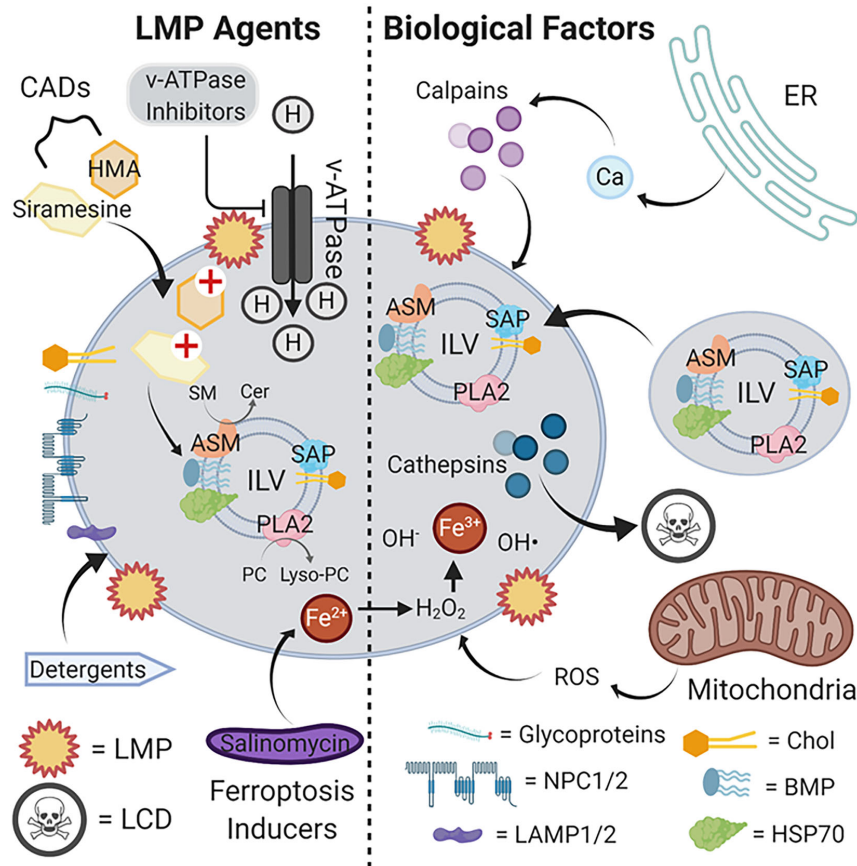 LMP Agents
Biological Factors
CADs
HMA
Siramesine
v-ATPase
Inhibitors
H
v-ATPase
H
H
H
SM
Cer
ASM
SAP
ILV
PLA2
PC
Lyso-PC
Detergents
Fe2+
Salinomycin
Ferroptosis
Inducers
Calpains
Ca
ER
ASM
SAP
ILV
PLA2
ASM
SAP
ILV
PLA2
Cathepsins
OH-
Fe3+
OH•
H2O2
ROS
Mitochondria
= LMP
= LCD
= Glycoproteins
= Chol
= NPC1/2
= BMP
= LAMP1/2
= HSP70